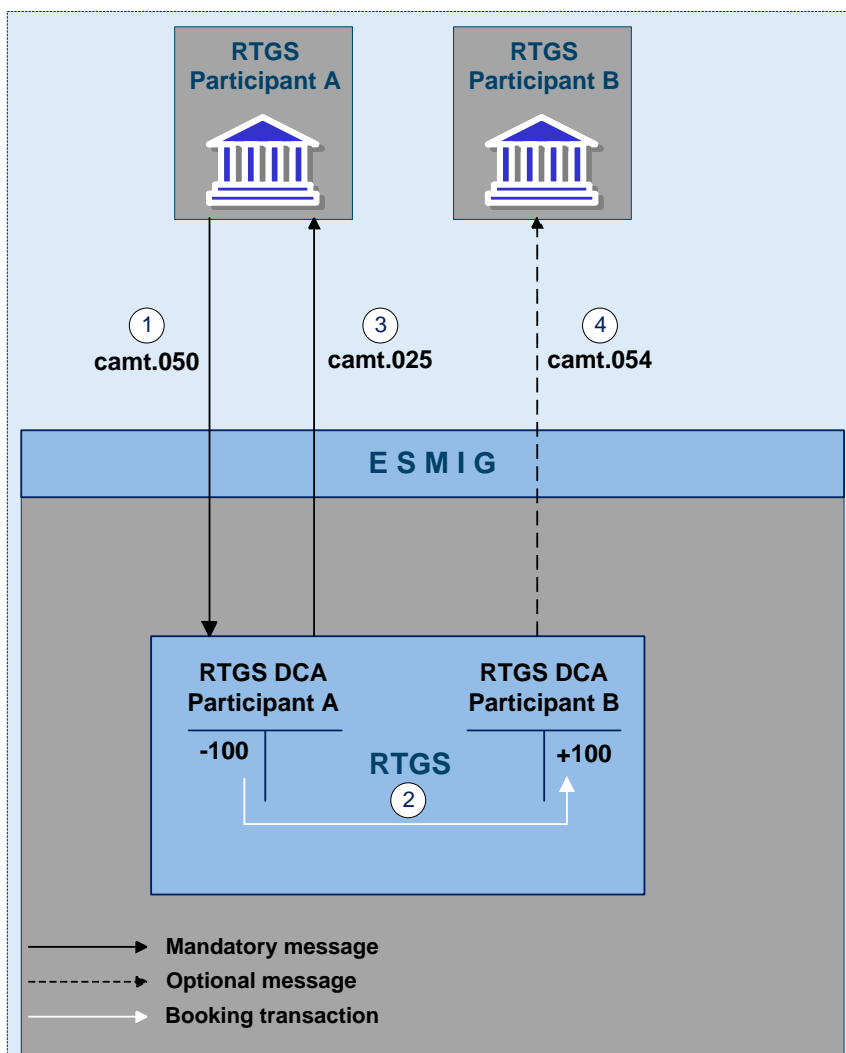 RTGS
Participant A
RTGS
Participant B
1
camt.050
3
camt.025
4
camt.054
E S M I G
RTGS DCA
Participant A
RTGS DCA
Participant B
-100
+100
RTGS
2
Mandatory message
Optional message
Booking transaction